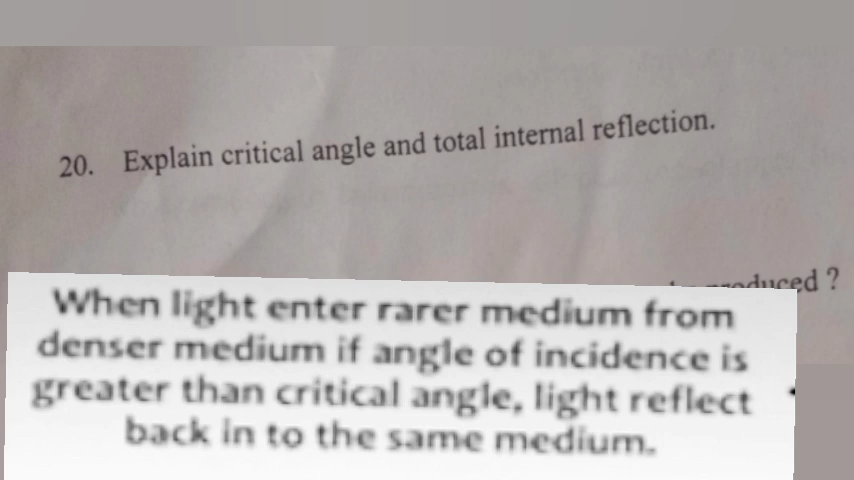 20. Explain critical angle and total internal reflection.
produced ?
When light enter rarer medium from
denser medium if angle of incidence is
greater than critical angle, light reflect
back in to the same medium.